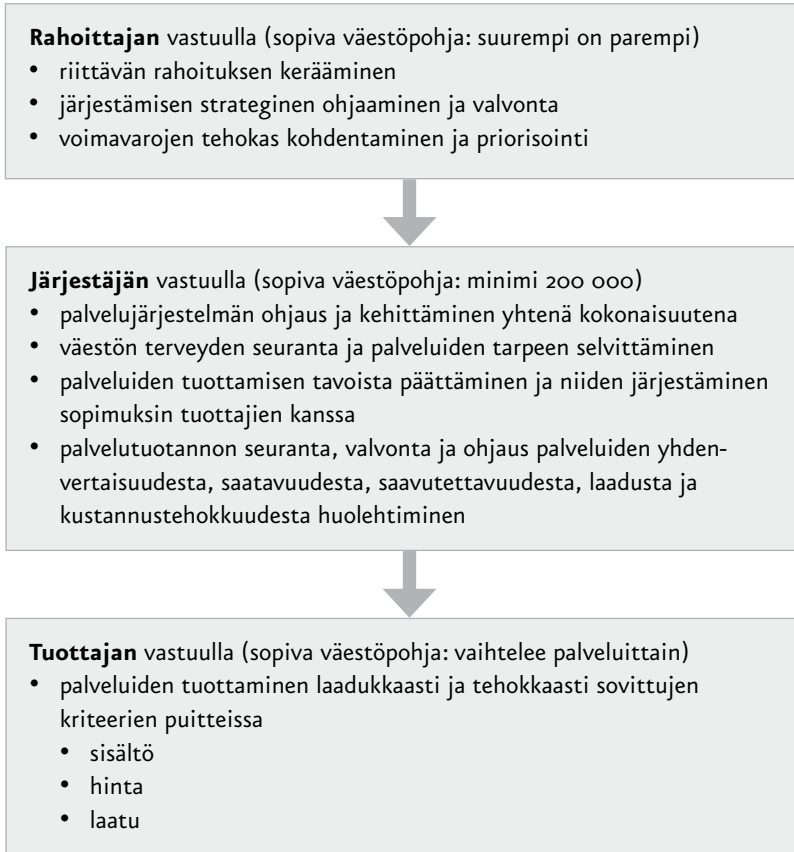 Rahoittajan vastuulla (sopiva väestöpohja: suurempi on parempi)
• riittävän rahoituksen kerääminen
• järjestämisen strateginen ohjaaminen ja valvonta
• voimavarojen tehokas kohdentaminen ja priorisointi
Järjestäjän vastuulla (sopiva väestöpohja: minimi 200 000)
• palvelujärjestelmän ohjaus ja kehittäminen yhtenä kokonaisuutena
• väestön terveyden seuranta ja palveluiden tarpeen selvittäminen
• palveluiden tuottamisen tavoista päättäminen ja niiden järjestäminen
sopimuksin tuottajien kanssa
• palvelutuotannon seuranta, valvonta ja ohjaus palveluiden yhden-
vertaisuudesta, saatavuudesta, saavutettavuudesta, laadusta ja
kustannustehokkuudesta huolehtiminen
Tuottajan vastuulla (sopiva väestöpohja: vaihtelee palveluittain)
• palveluiden tuottaminen laadukkaasti ja tehokkaasti sovittujen
kriteerien puitteissa
• sisältö
• hinta
• laatu